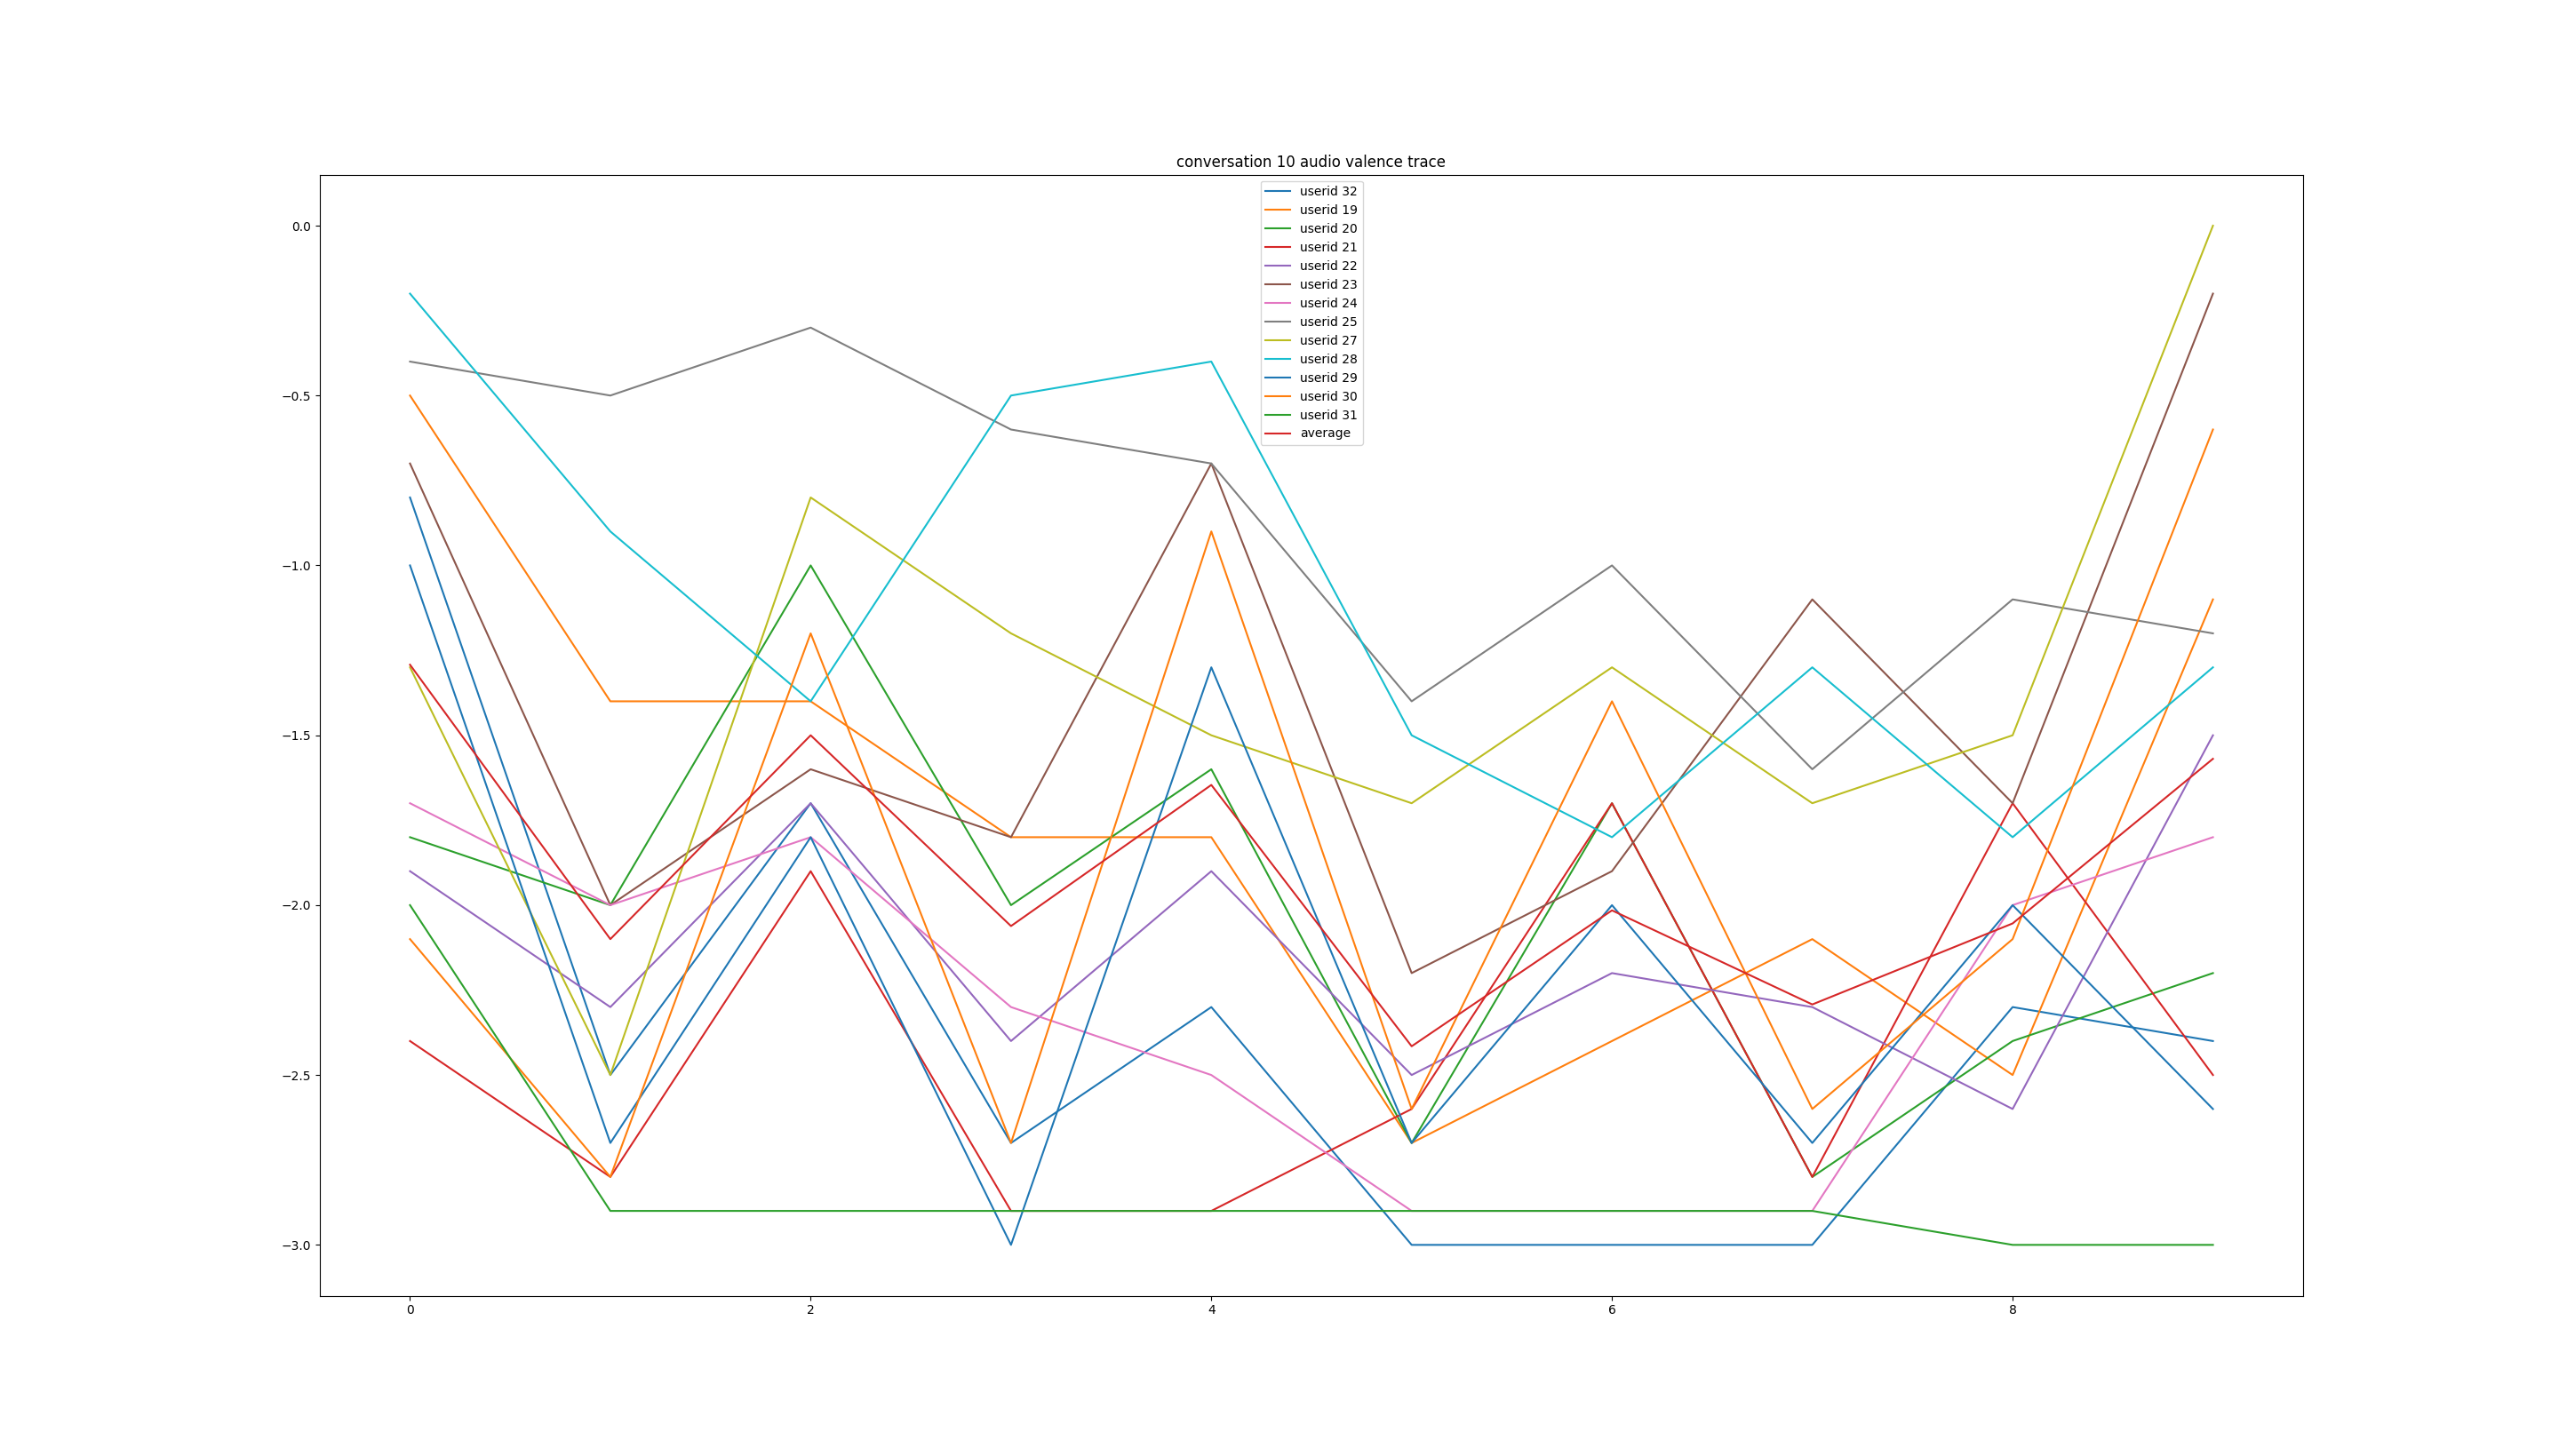 conversation 10 audio valence trace
userid 32
userid 19
userid 20
userid 21
userid 22
userid 23
userid 24
userid 25
userid 27
userid 28
userid 29
userid 30
userid 31
average
0.0
−0.5
−1.0
−1.5
−2.0
−2.5
−3.0
0 2 4 6 8